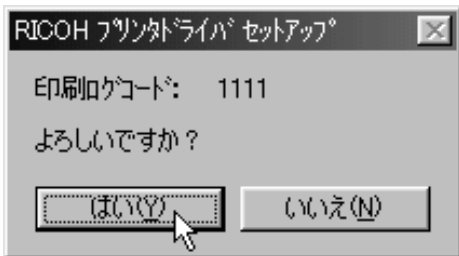 RICOH プリンタドライバ セットアップ
印刷ログコード: 1111
よろしいですか？
はい(Y)
いいえ(N)